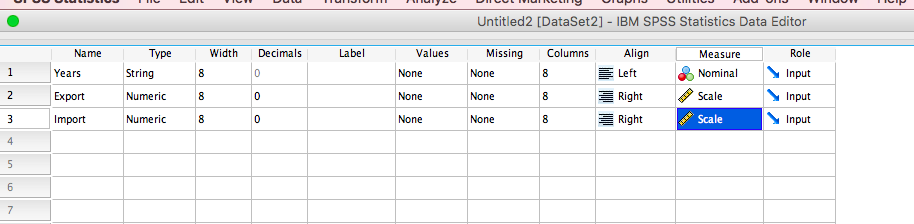 SPSS Statistics File Edit View Data Transform Analyze Direct Marketing Graphs Utilities Add-ons Window Help
Untitled2 [DataSet2] - IBM SPSS Statistics Data Editor
Name Type Width Decimals Label Values Missing Columns Align Measure Role
1 Years String 8 0 None None 8 Left Nominal Input
2 Export Numeric 8 0 None None 8 Right Scale Input
3 Import Numeric 8 0 None None 8 Right Scale Input
4
5
6
7